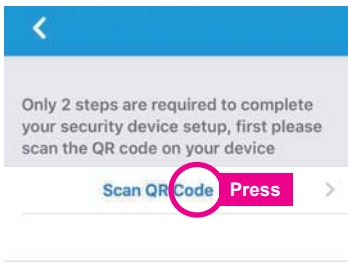 Only 2 steps are required to complete
your security device setup, first please
scan the QR code on your device
Scan QR Code Press